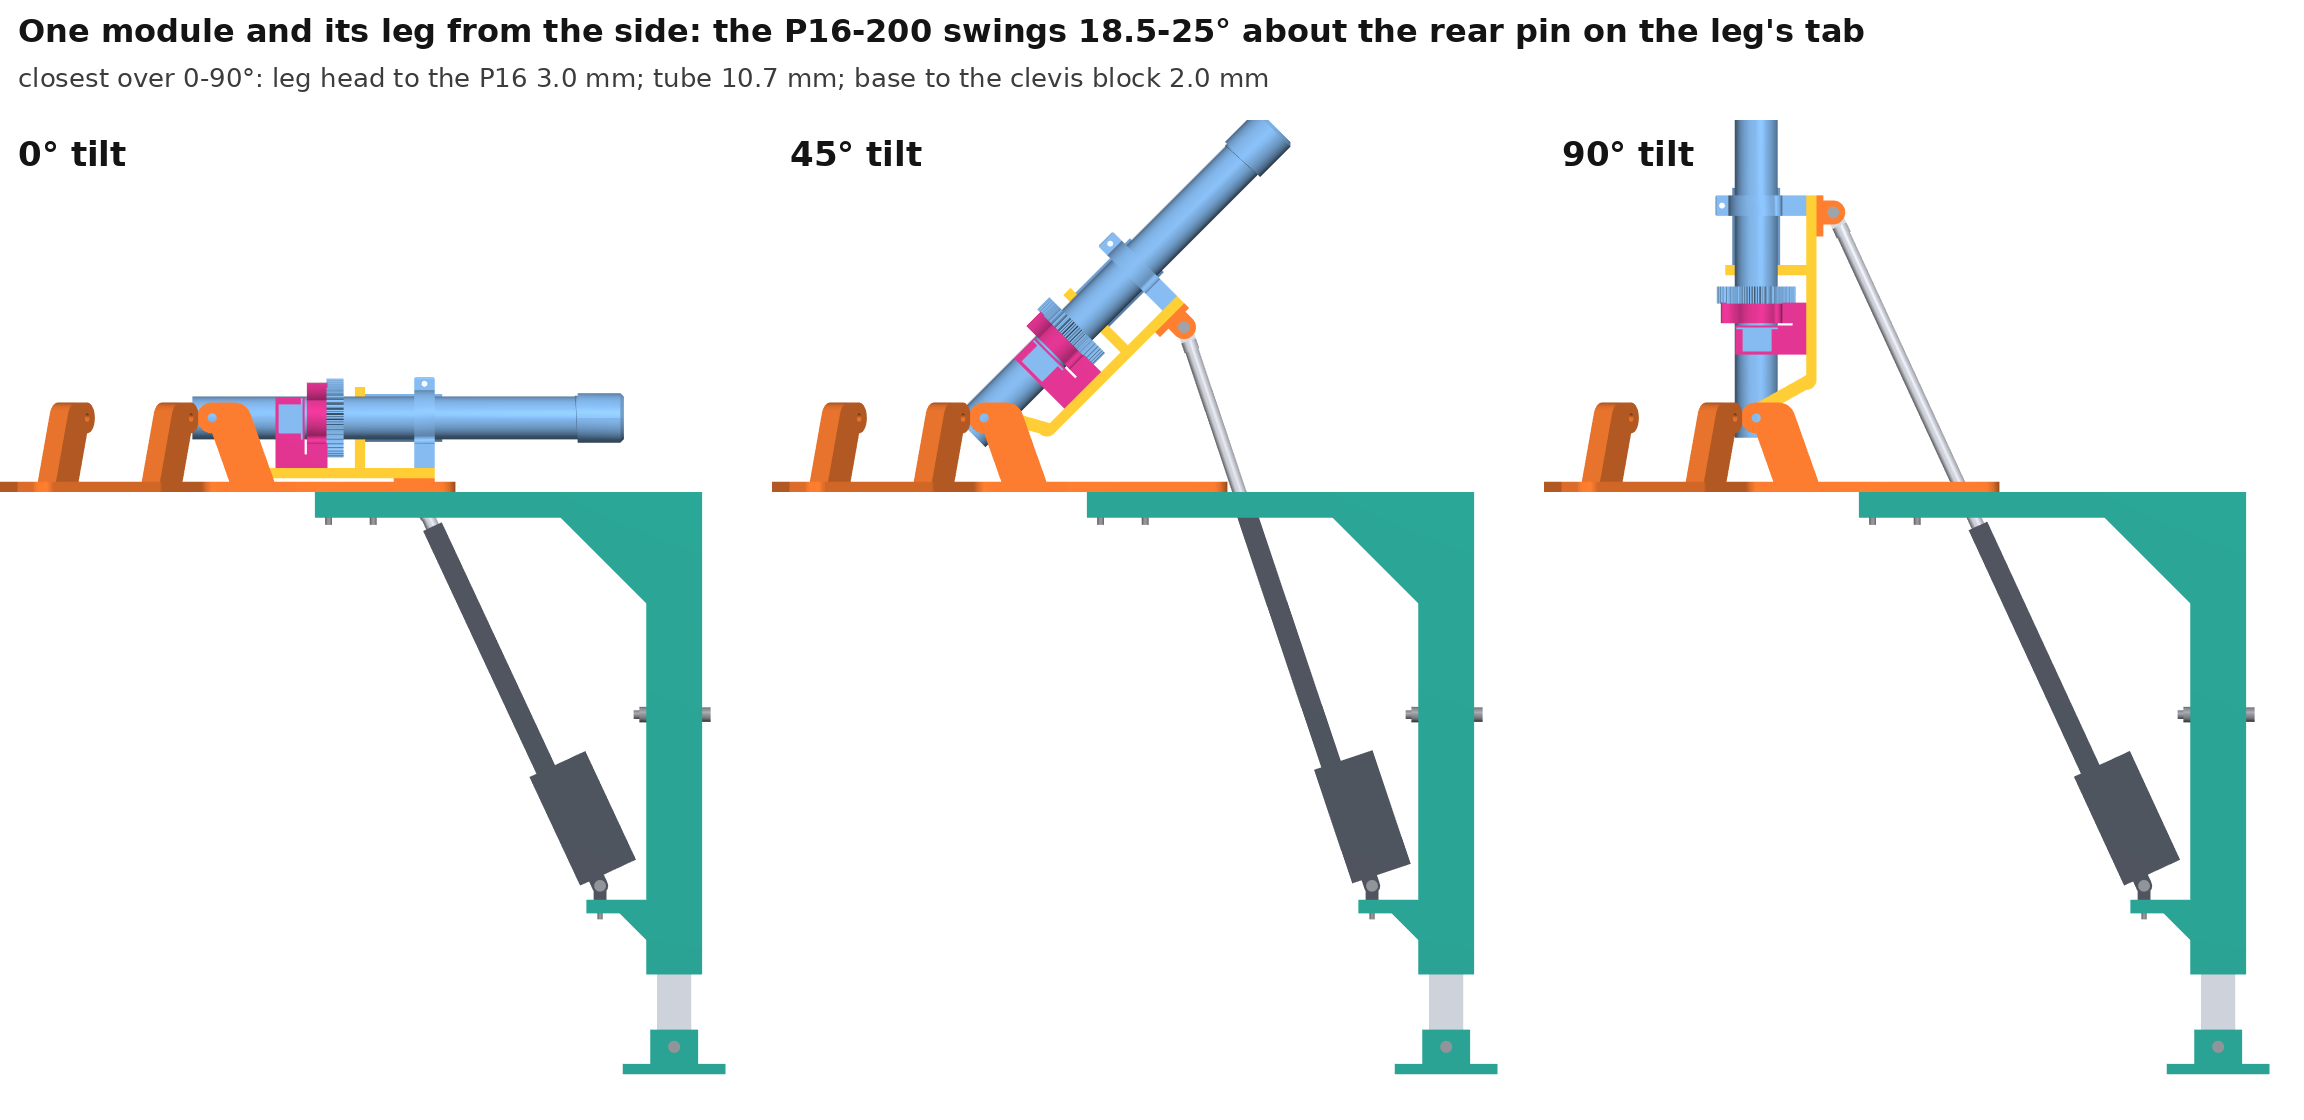 One module and its leg from the side: the P16-200 swings 18.5-25° about the rear pin on the leg's tab
closest over 0-90°: leg head to the P16 3.0 mm; tube 10.7 mm; base to the clevis block 2.0 mm
0° tilt
45° tilt
90° tilt